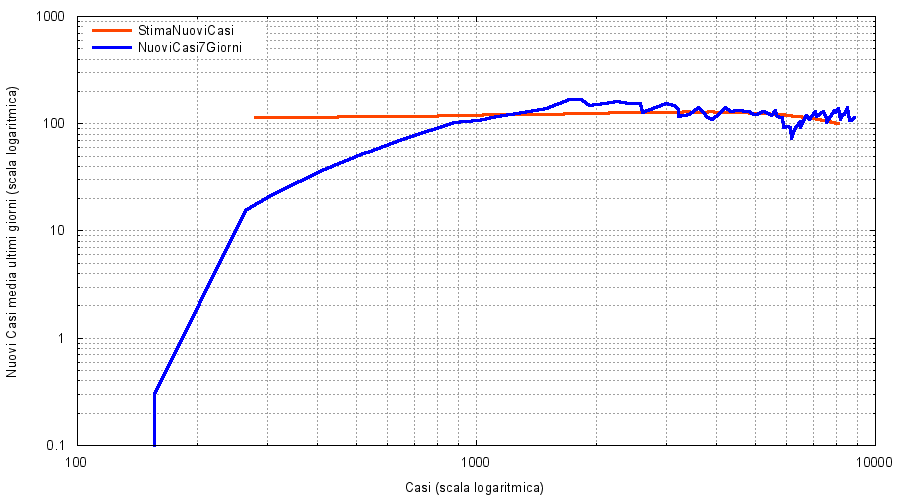 1000
StimaNuoviCasi
NuoviCasi7Giorni
100
10
1
0.1
Nuovi Casi media ultimi giorni (scala logaritmica)
100
1000
10000
Casi (scala logaritmica)